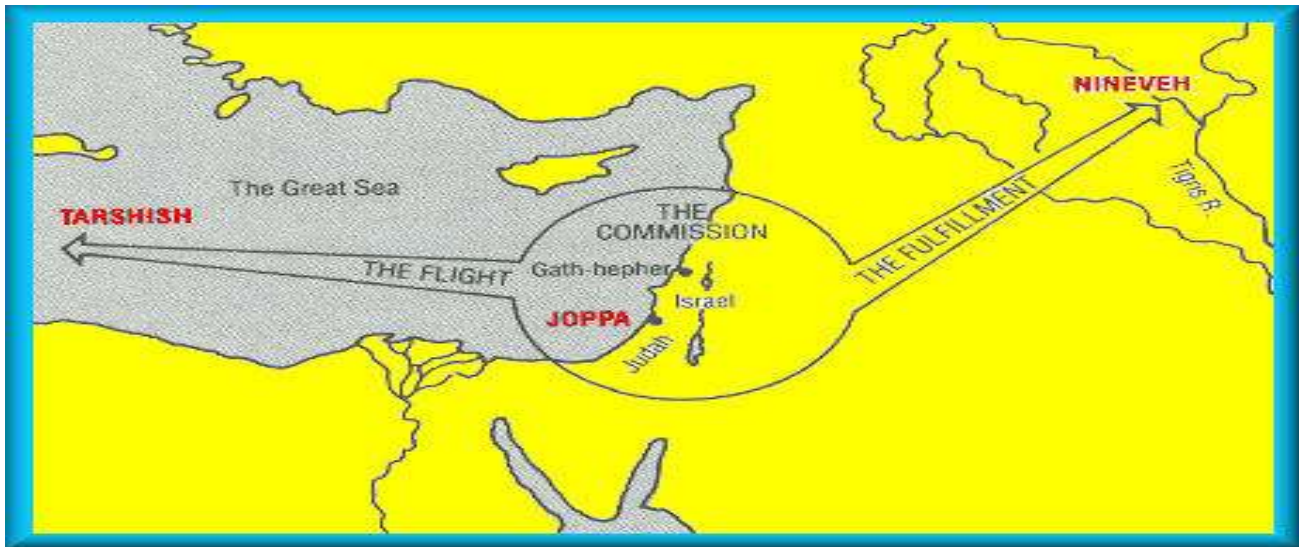 NINEVEH
Tigris R.
The Great Sea
TARSHISH
THE
COMMISSION
THE FULFILLMENT
THE FLIGHT
Gath-hepher
Israel
JOPPA
Judah